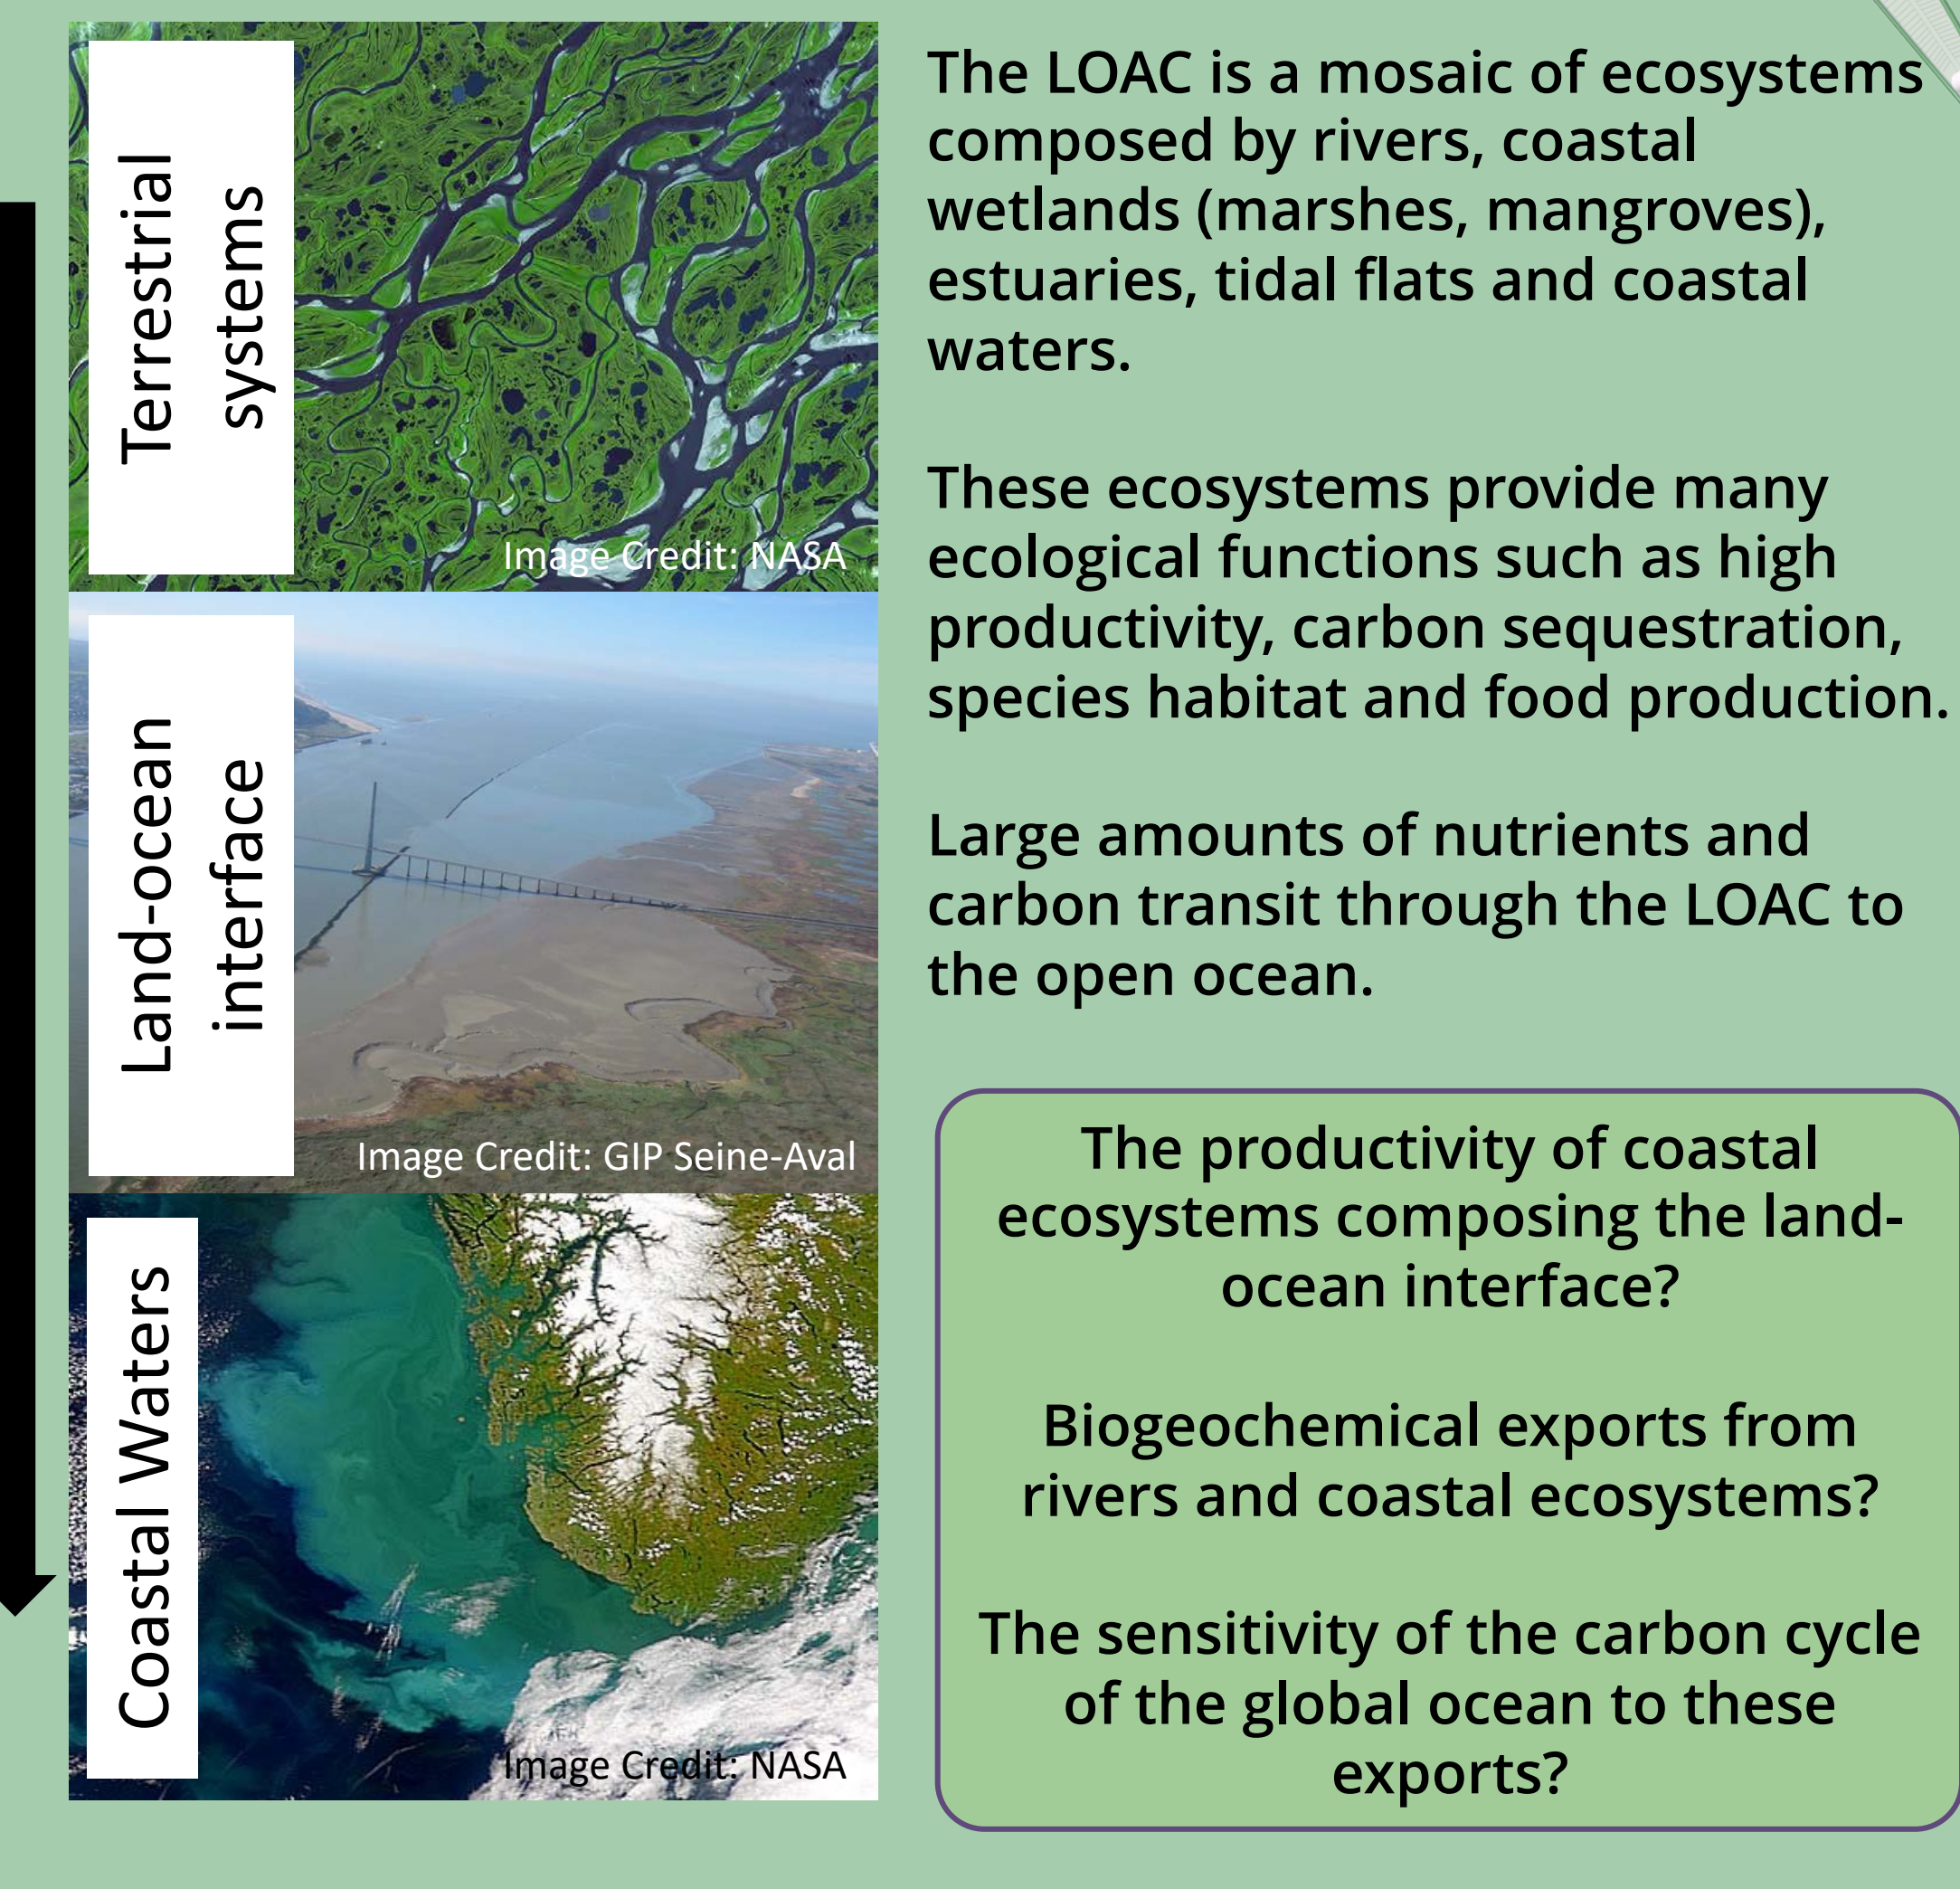 Terrestrial
systems
Image Credit: NASA
Land-ocean
interface
Image Credit: GIP Seine-Aval
Coastal Waters
Image Credit: NASA
The LOAC is a mosaic of ecosystems
composed by rivers, coastal
wetlands (marshes, mangroves),
estuaries, tidal flats and coastal
waters.
These ecosystems provide many
ecological functions such as high
productivity, carbon sequestration,
species habitat and food production.
Large amounts of nutrients and
carbon transit through the LOAC to
the open ocean.
The productivity of coastal
ecosystems composing the land-
ocean interface?
Biogeochemical exports from
rivers and coastal ecosystems?
The sensitivity of the carbon cycle
of the global ocean to these
exports?